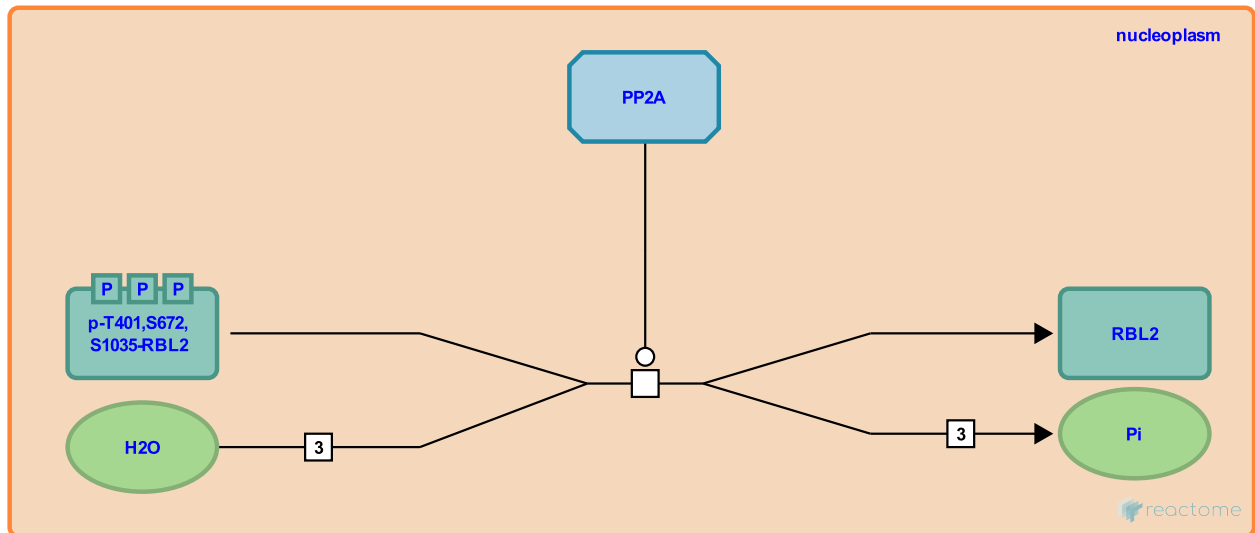 nucleoplasm
PP2A
P P P
p-T401,S672,
S1035-RBL2
RBL2
H2O
3
3
Pi
reactome